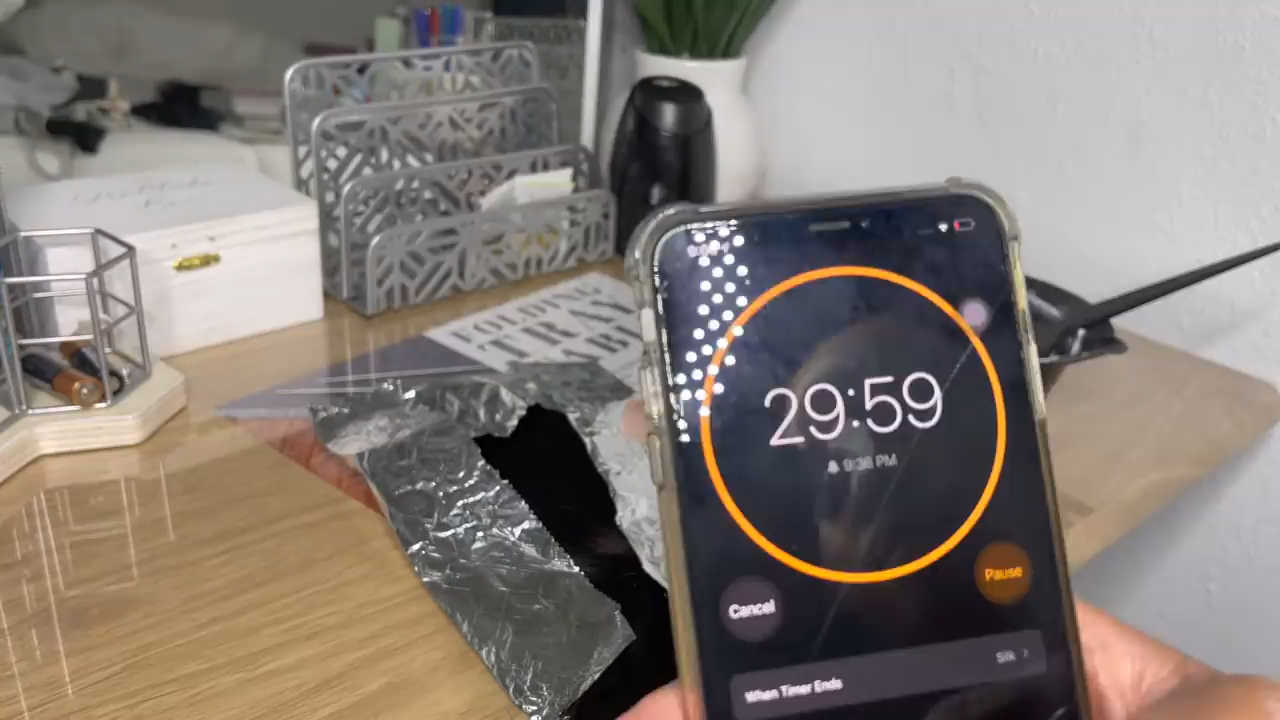 FOLDING
TRAY
29:59
9:36 PM
Cancel
Pause
When Timer Ends
Silk >